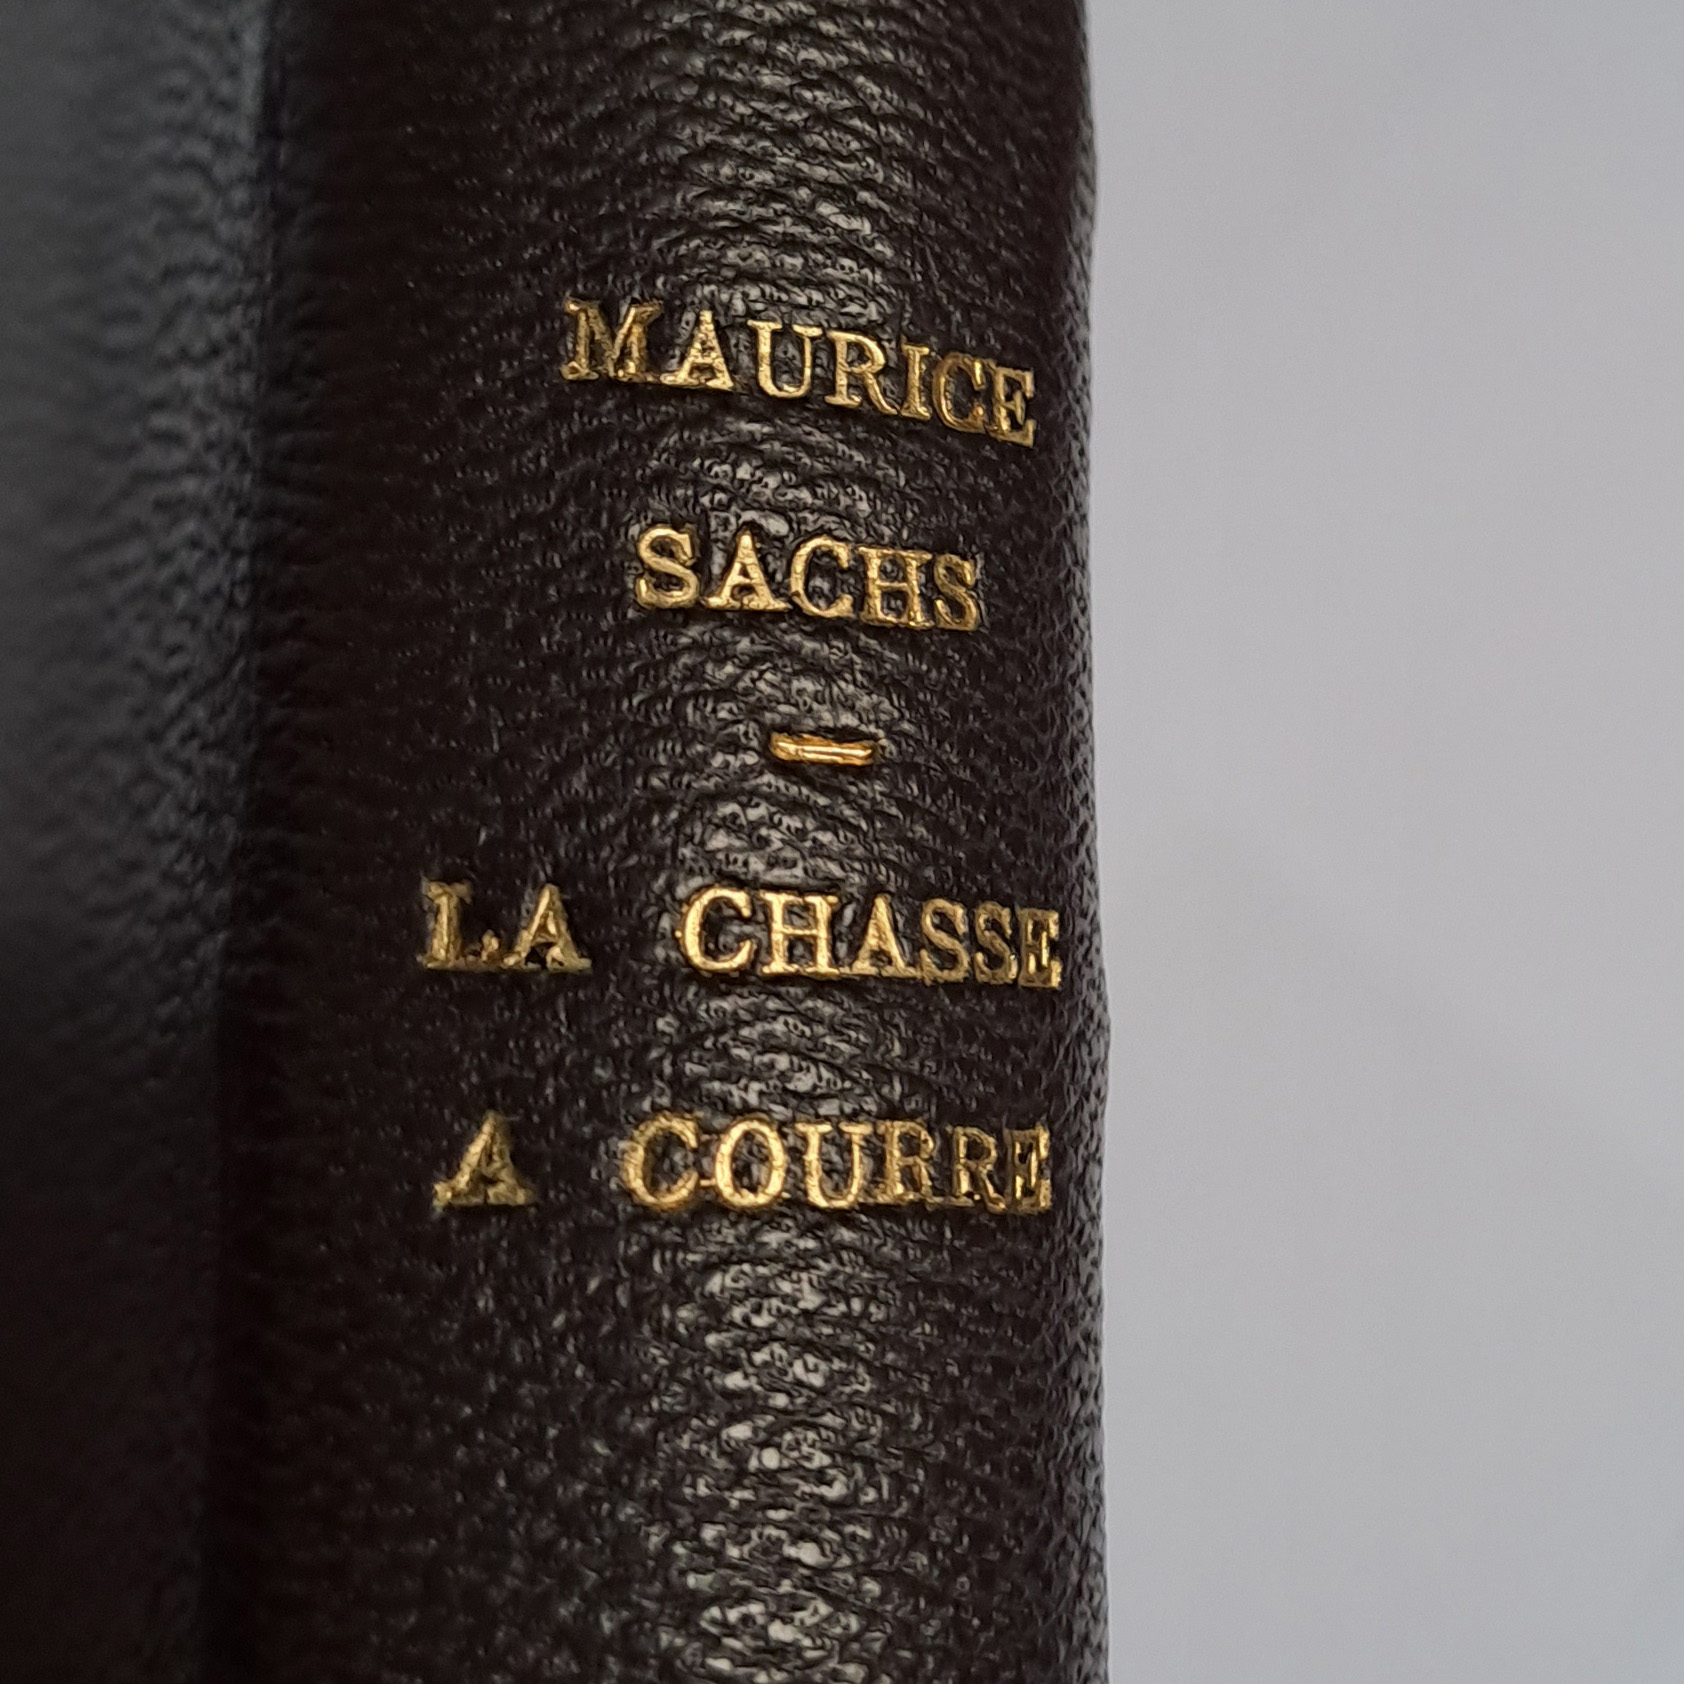 MAURICE
SACHS
–
LA CHASSE
A COURRE